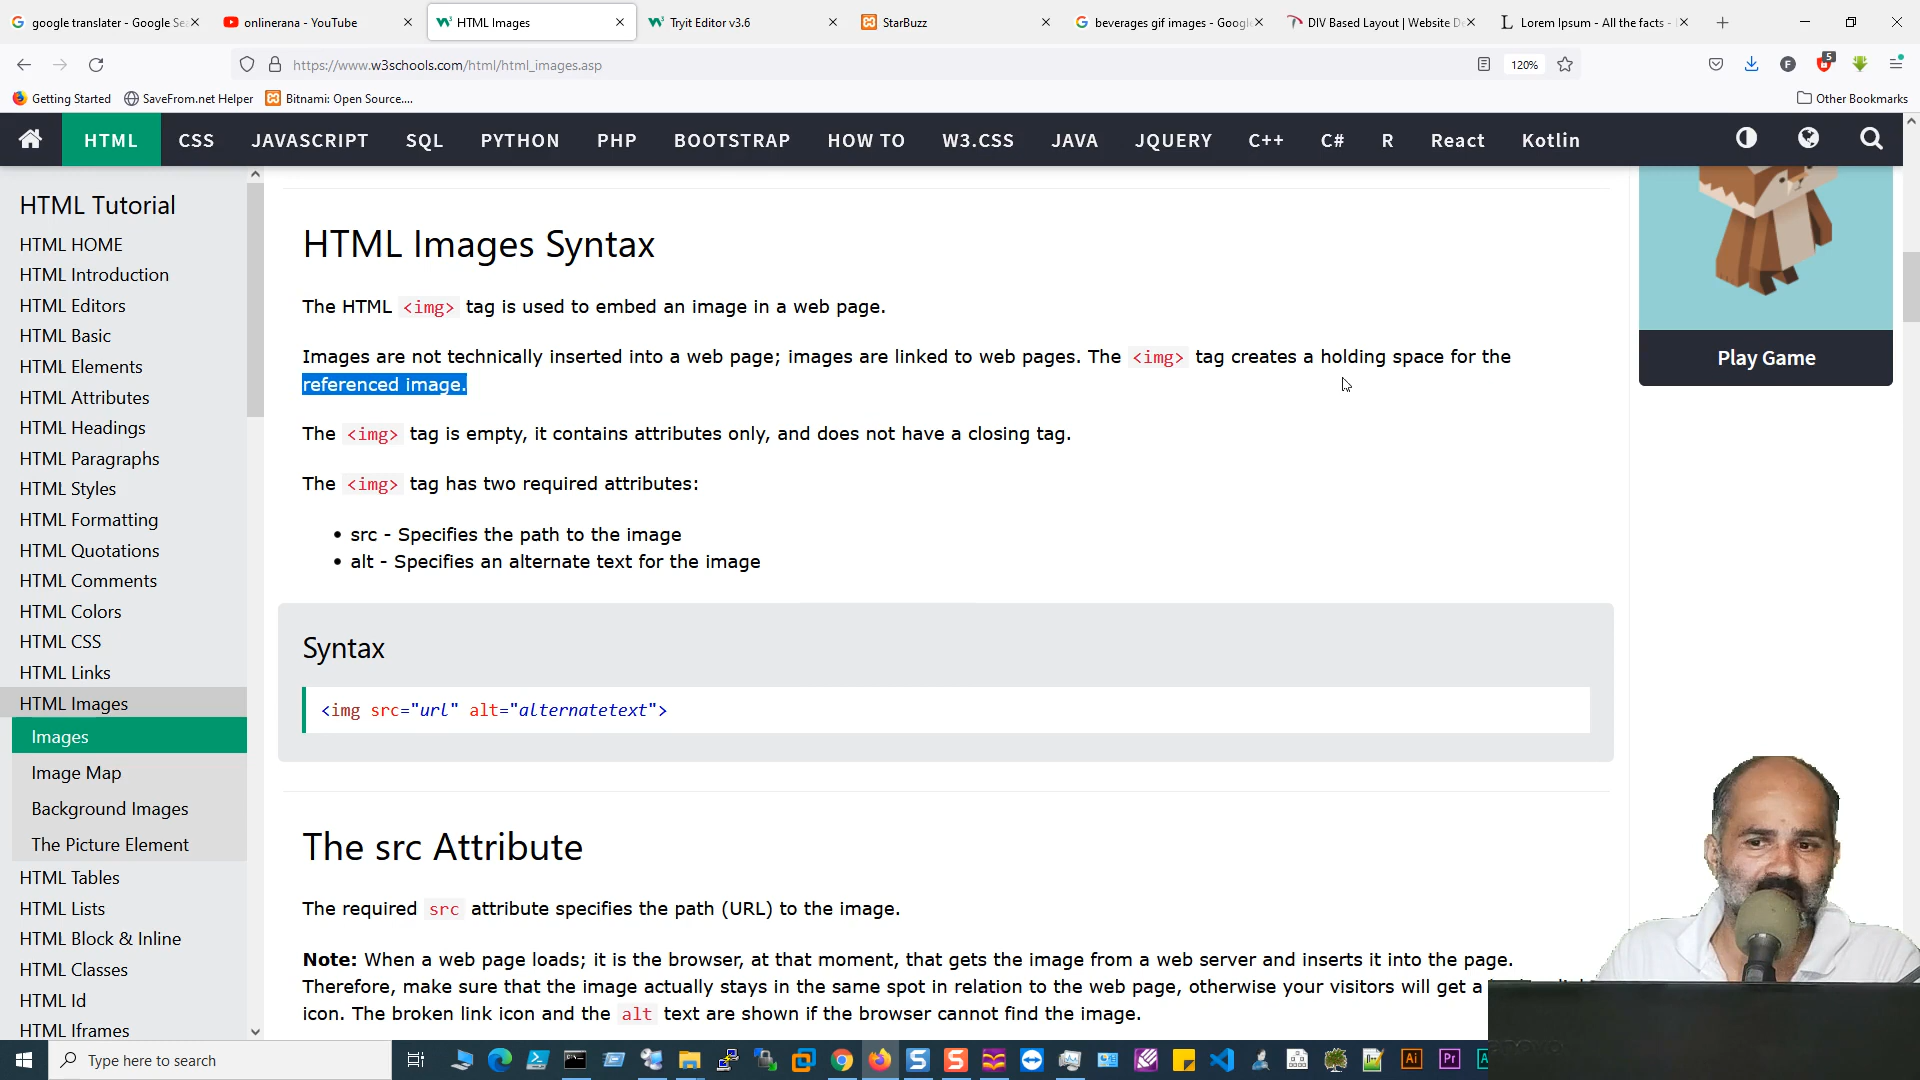 google translater - Google Se
onlinerana - YouTube
HTML Images
Tryit Editor v3.6
StarBuzz
beverages gif images - Google
DIV Based Layout | Website De
Lorem Ipsum - All the facts -
https://www.w3schools.com/html/html_images.asp
120%
5
Getting Started
SaveFrom.net Helper
Bitnami: Open Source....
Other Bookmarks
HTML
CSS
JAVASCRIPT
SQL
PYTHON
PHP
BOOTSTRAP
HOW TO
W3.CSS
JAVA
JQUERY
C++
C#
R
React
Kotlin
HTML Tutorial
HTML HOME
HTML Introduction
HTML Editors
HTML Basic
HTML Elements
HTML Attributes
HTML Headings
HTML Paragraphs
HTML Styles
HTML Formatting
HTML Quotations
HTML Comments
HTML Colors
HTML CSS
HTML Links
HTML Images
Images
Image Map
Background Images
The Picture Element
HTML Tables
HTML Lists
HTML Block & Inline
HTML Classes
HTML Id
HTML Iframes
HTML Images Syntax
The HTML <img> tag is used to embed an image in a web page.
Images are not technically inserted into a web page; images are linked to web pages. The <img> tag creates a holding space for the
referenced image.
The <img> tag is empty, it contains attributes only, and does not have a closing tag.
The <img> tag has two required attributes:
• src - Specifies the path to the image
• alt - Specifies an alternate text for the image
Syntax
<img src="url" alt="alternatetext">
The src Attribute
The required src attribute specifies the path (URL) to the image.
Note: When a web page loads; it is the browser, at that moment, that gets the image from a web server and inserts it into the page.
Therefore, make sure that the image actually stays in the same spot in relation to the web page, otherwise your visitors will get a
icon. The broken link icon and the alt text are shown if the browser cannot find the image.
Play Game
Type here to search